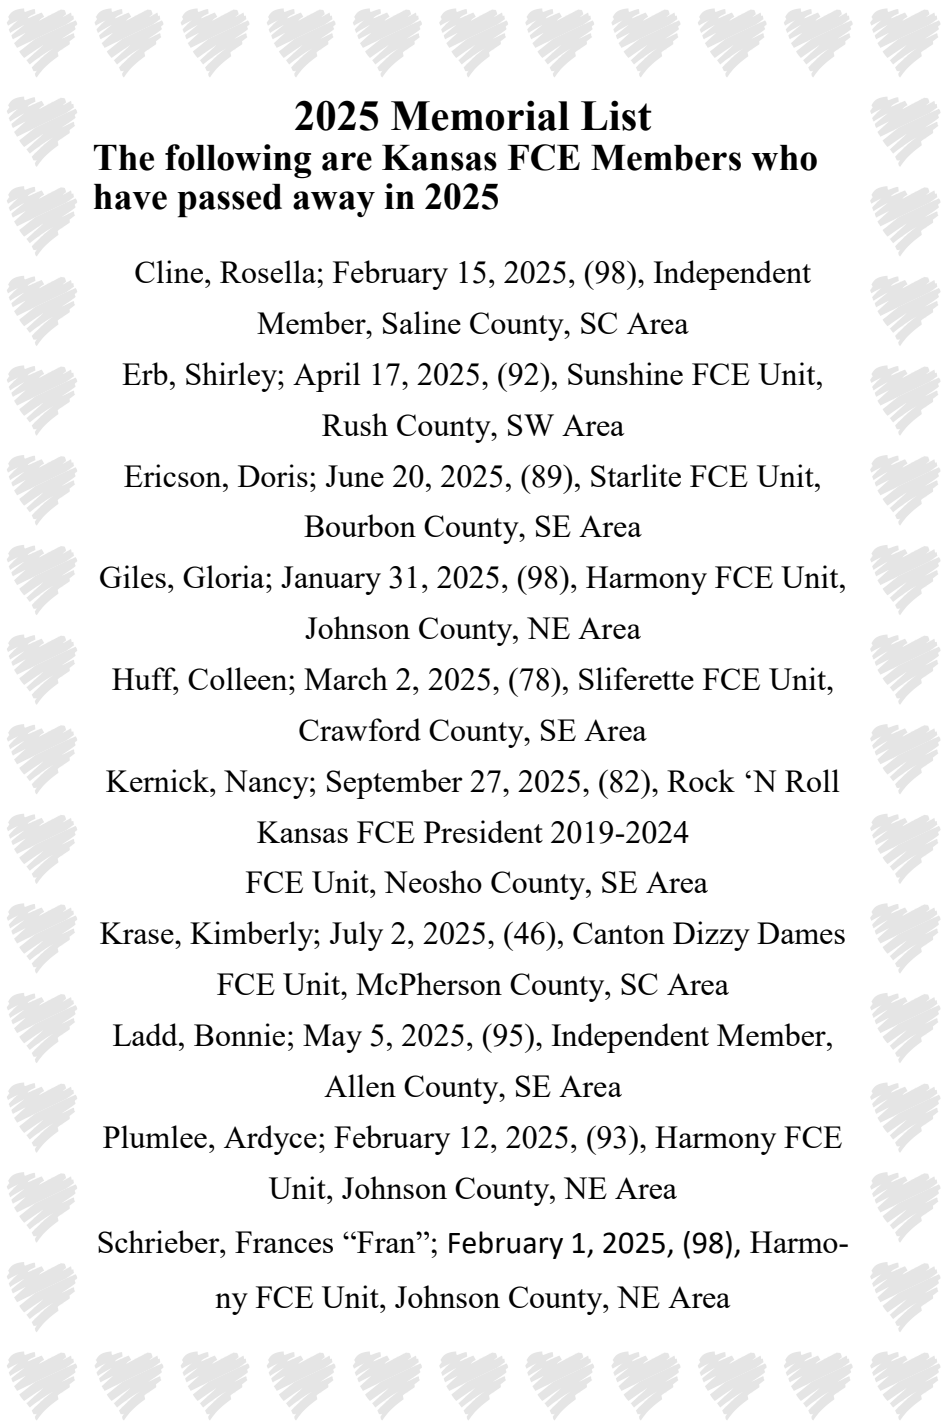 2025 Memorial List
The following are Kansas FCE Members who
have passed away in 2025
Cline, Rosella; February 15, 2025, (98), Independent
Member, Saline County, SC Area
Erb, Shirley; April 17, 2025, (92), Sunshine FCE Unit,
Rush County, SW Area
Ericson, Doris; June 20, 2025, (89), Starlite FCE Unit,
Bourbon County, SE Area
Giles, Gloria; January 31, 2025, (98), Harmony FCE Unit,
Johnson County, NE Area
Huff, Colleen; March 2, 2025, (78), Sliferette FCE Unit,
Crawford County, SE Area
Kernick, Nancy; September 27, 2025, (82), Rock ‘N Roll
Kansas FCE President 2019-2024
FCE Unit, Neosho County, SE Area
Krase, Kimberly; July 2, 2025, (46), Canton Dizzy Dames
FCE Unit, McPherson County, SC Area
Ladd, Bonnie; May 5, 2025, (95), Independent Member,
Allen County, SE Area
Plumlee, Ardyce; February 12, 2025, (93), Harmony FCE
Unit, Johnson County, NE Area
Schrieber, Frances “Fran”; February 1, 2025, (98), Harmo-
ny FCE Unit, Johnson County, NE Area